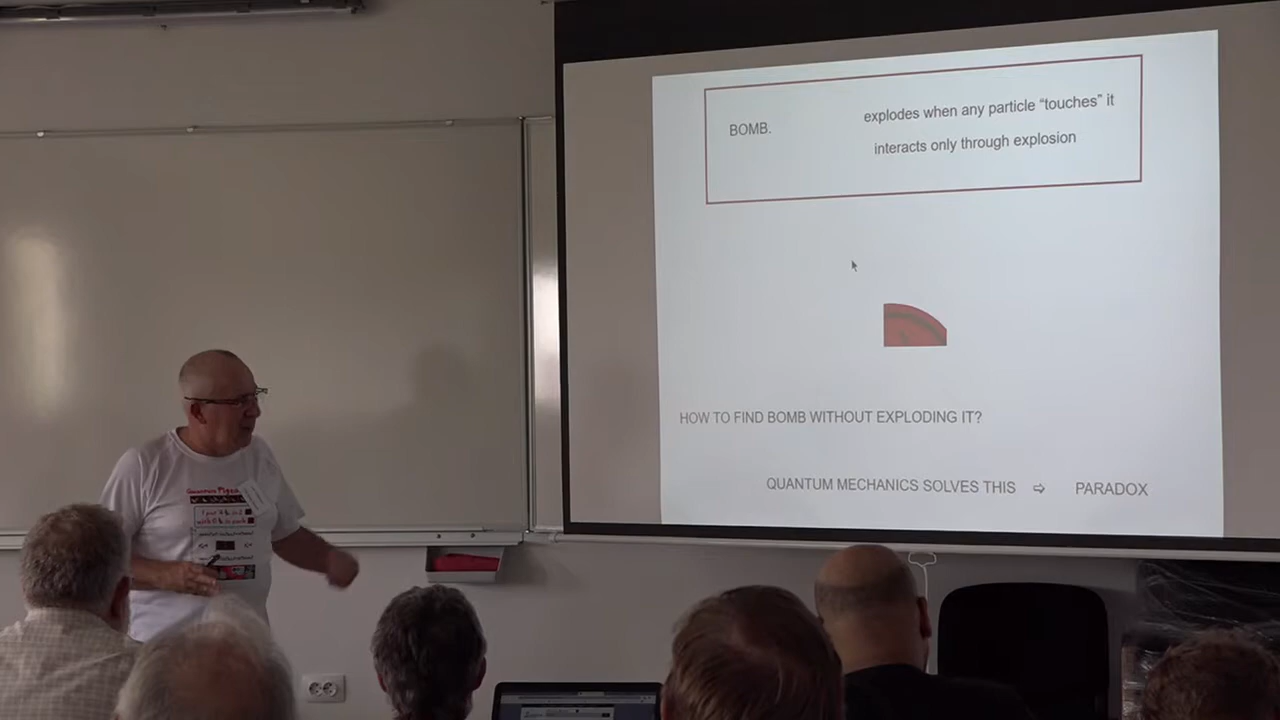 BOMB.
explodes when any particle “touches” it
interacts only through explosion
HOW TO FIND BOMB WITHOUT EXPLODING IT?
QUANTUM MECHANICS SOLVES THIS ⇨ PARADOX